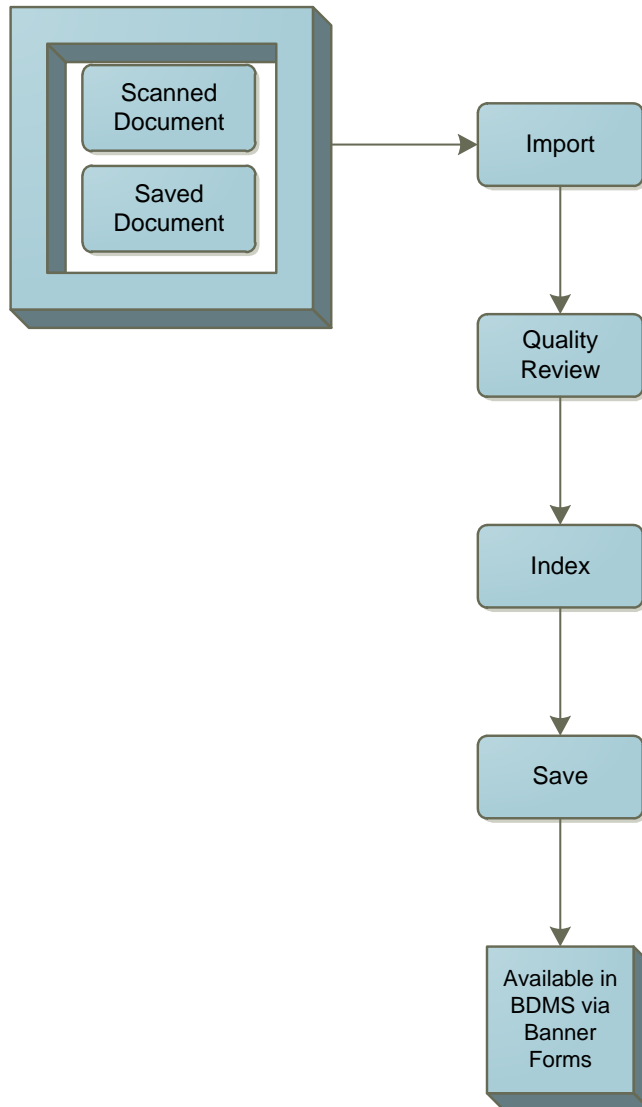 Scanned
Document
Saved
Document
Import
Quality
Review
Index
Save
Available in
BDMS via
Banner
Forms